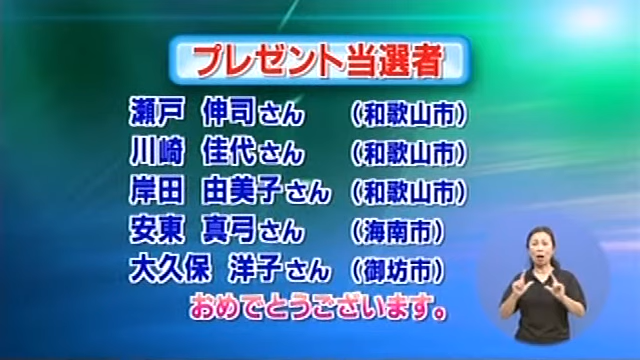 プレゼント当選者
瀬戸 伸司さん (和歌山市)
川崎 佳代さん (和歌山市)
岸田 由美子さん (和歌山市)
安東 真弓さん (海南市)
大久保 洋子さん (御坊市)
おめでとうございます。